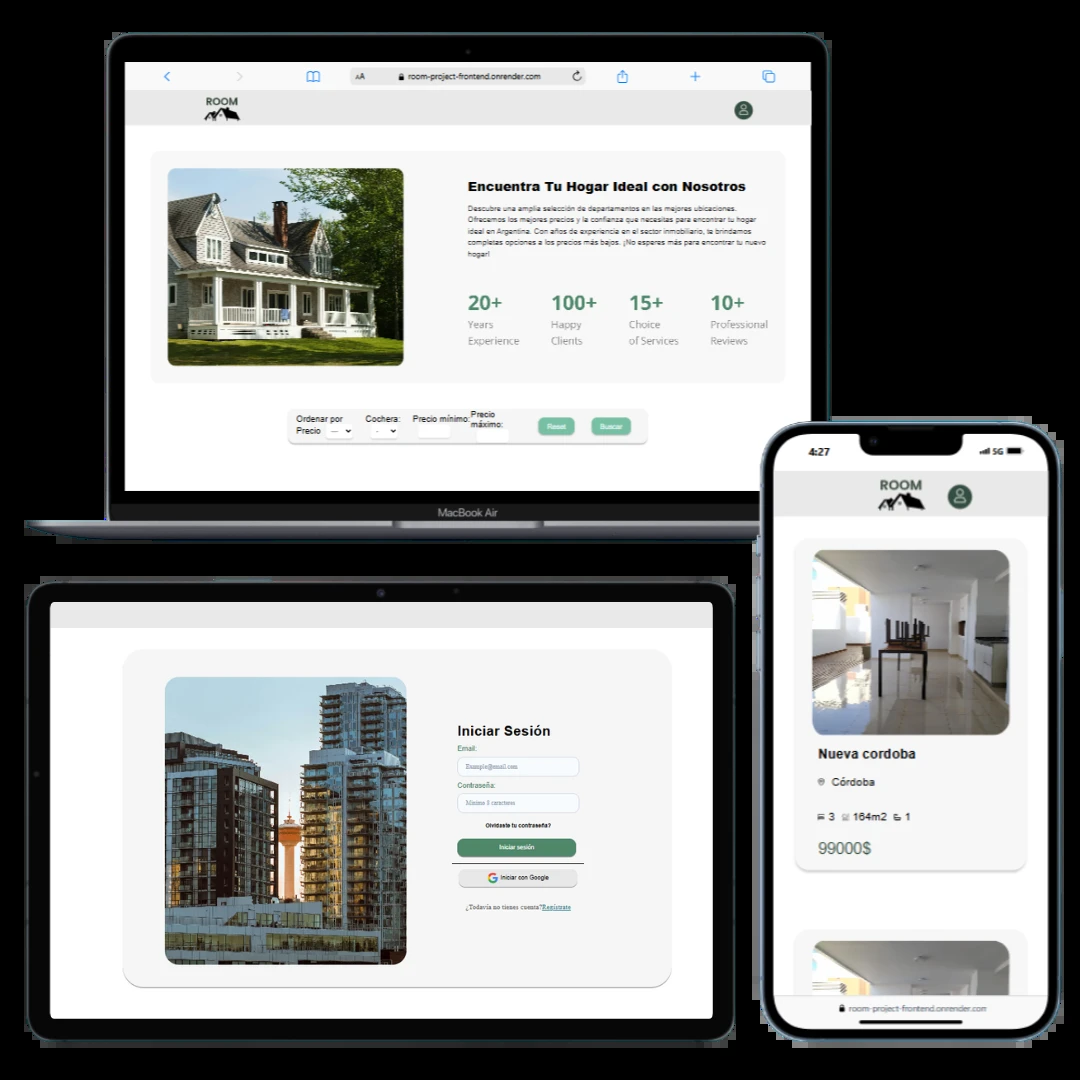 room-project-frontend.onrender.com
ROOM
Encuentra Tu Hogar Ideal con Nosotros
Descubre una amplia selección de departamentos en las mejores ubicaciones.
Ofrecemos los mejores precios y la confianza que necesitas para encontrar tu hogar
ideal en Argentina. Con años de experiencia en el sector inmobiliario, te brindamos
completas opciones a los precios más bajos. ¡No esperes más para encontrar tu nuevo
hogar!
20+ 100+ 15+ 10+
Years Happy Choice Professional
Experience Clients of Services Reviews
Ordenar por Cochera: Precio mínimo: Precio
Precio máximo:
Reset Buscar
MacBook Air
4:27 5G
ROOM
Nueva cordoba
Córdoba
3 164m2 1
99000$
room-project-frontend.onrender.com
Iniciar Sesión
Email:
Example@email.com
Contraseña:
Mínimo 8 caracteres
Olvidaste tu contraseña?
Iniciar sesión
Iniciar con Google
¿Todavía no tienes cuenta?Regístrate